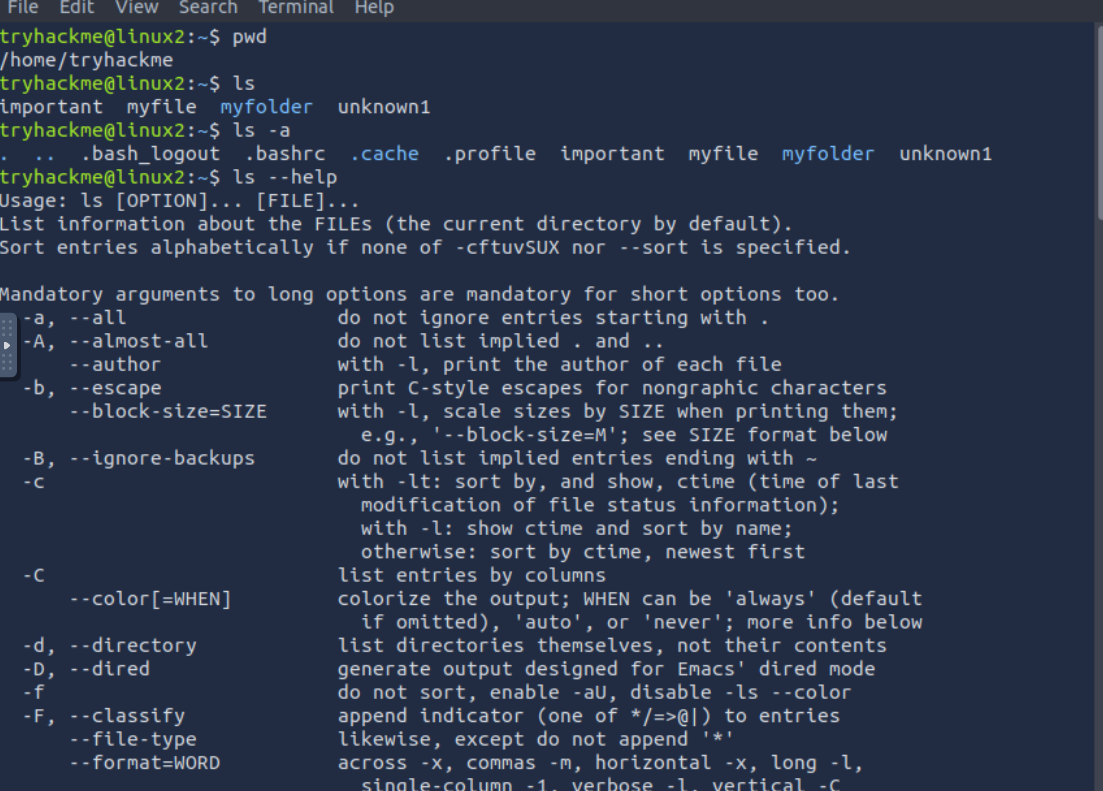 File Edit View Search Terminal Help
tryhackme@linux2:~$ pwd
/home/tryhackme
tryhackme@linux2:~$ ls
important  myfile  myfolder  unknown1
tryhackme@linux2:~$ ls -a
.  ..  .bash_logout  .bashrc  .cache  .profile  important  myfile  myfolder  unknown1
tryhackme@linux2:~$ ls --help
Usage: ls [OPTION]... [FILE]...
List information about the FILEs (the current directory by default).
Sort entries alphabetically if none of -cftuvSUX nor --sort is specified.

Mandatory arguments to long options are mandatory for short options too.
  -a, --all                  do not ignore entries starting with .
  -A, --almost-all           do not list implied . and ..
      --author               with -l, print the author of each file
  -b, --escape               print C-style escapes for nongraphic characters
      --block-size=SIZE      with -l, scale sizes by SIZE when printing them;
                               e.g., '--block-size=M'; see SIZE format below
  -B, --ignore-backups       do not list implied entries ending with ~
  -c                         with -lt: sort by, and show, ctime (time of last
                               modification of file status information);
                               with -l: show ctime and sort by name;
                               otherwise: sort by ctime, newest first
  -C                         list entries by columns
      --color[=WHEN]         colorize the output; WHEN can be 'always' (default
                               if omitted), 'auto', or 'never'; more info below
  -d, --directory            list directories themselves, not their contents
  -D, --dired                generate output designed for Emacs' dired mode
  -f                         do not sort, enable -aU, disable -ls --color
  -F, --classify             append indicator (one of */=>@|) to entries
      --file-type            likewise, except do not append '*'
      --format=WORD          across -x, commas -m, horizontal -x, long -l,
                               single-column -1, verbose -l, vertical -C